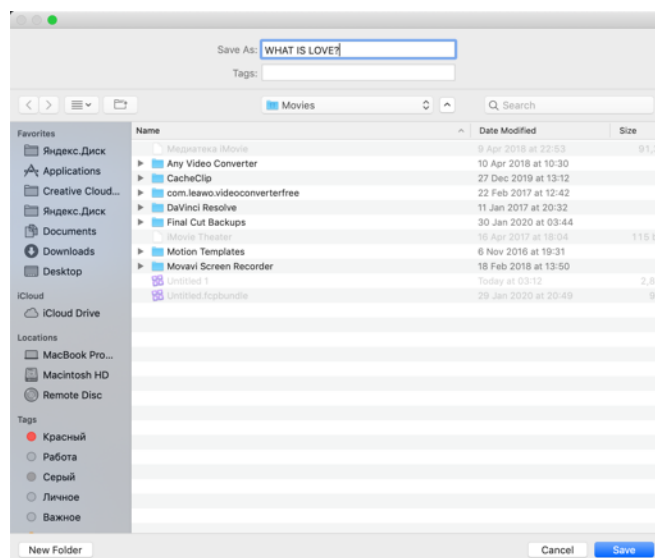 Save As: WHAT IS LOVE?
Tags:
Movies
Search
Favorites
Яндекс.Диск
Applications
Creative Cloud...
Яндекс.Диск
Documents
Downloads
Desktop
iCloud
iCloud Drive
Locations
MacBook Pro...
Macintosh HD
Remote Disc
Tags
Красный
Работа
Серый
Личное
Важное
Name Date Modified Size
Медиатека iMovie 9 Apr 2018 at 22:53 91,
Any Video Converter 10 Apr 2018 at 10:30
CacheClip 27 Dec 2019 at 13:12
com.leawo.videoconverterfree 22 Feb 2017 at 12:42
DaVinci Resolve 11 Jan 2017 at 20:32
Final Cut Backups 30 Jan 2020 at 03:44
iMovie Theater 16 Apr 2017 at 18:04 115
Motion Templates 6 Nov 2016 at 19:31
Movavi Screen Recorder 18 Feb 2018 at 13:50
Untitled 1 Today at 03:12 2,
Untitled.fcpbundle 29 Jan 2020 at 20:49
New Folder Cancel Save